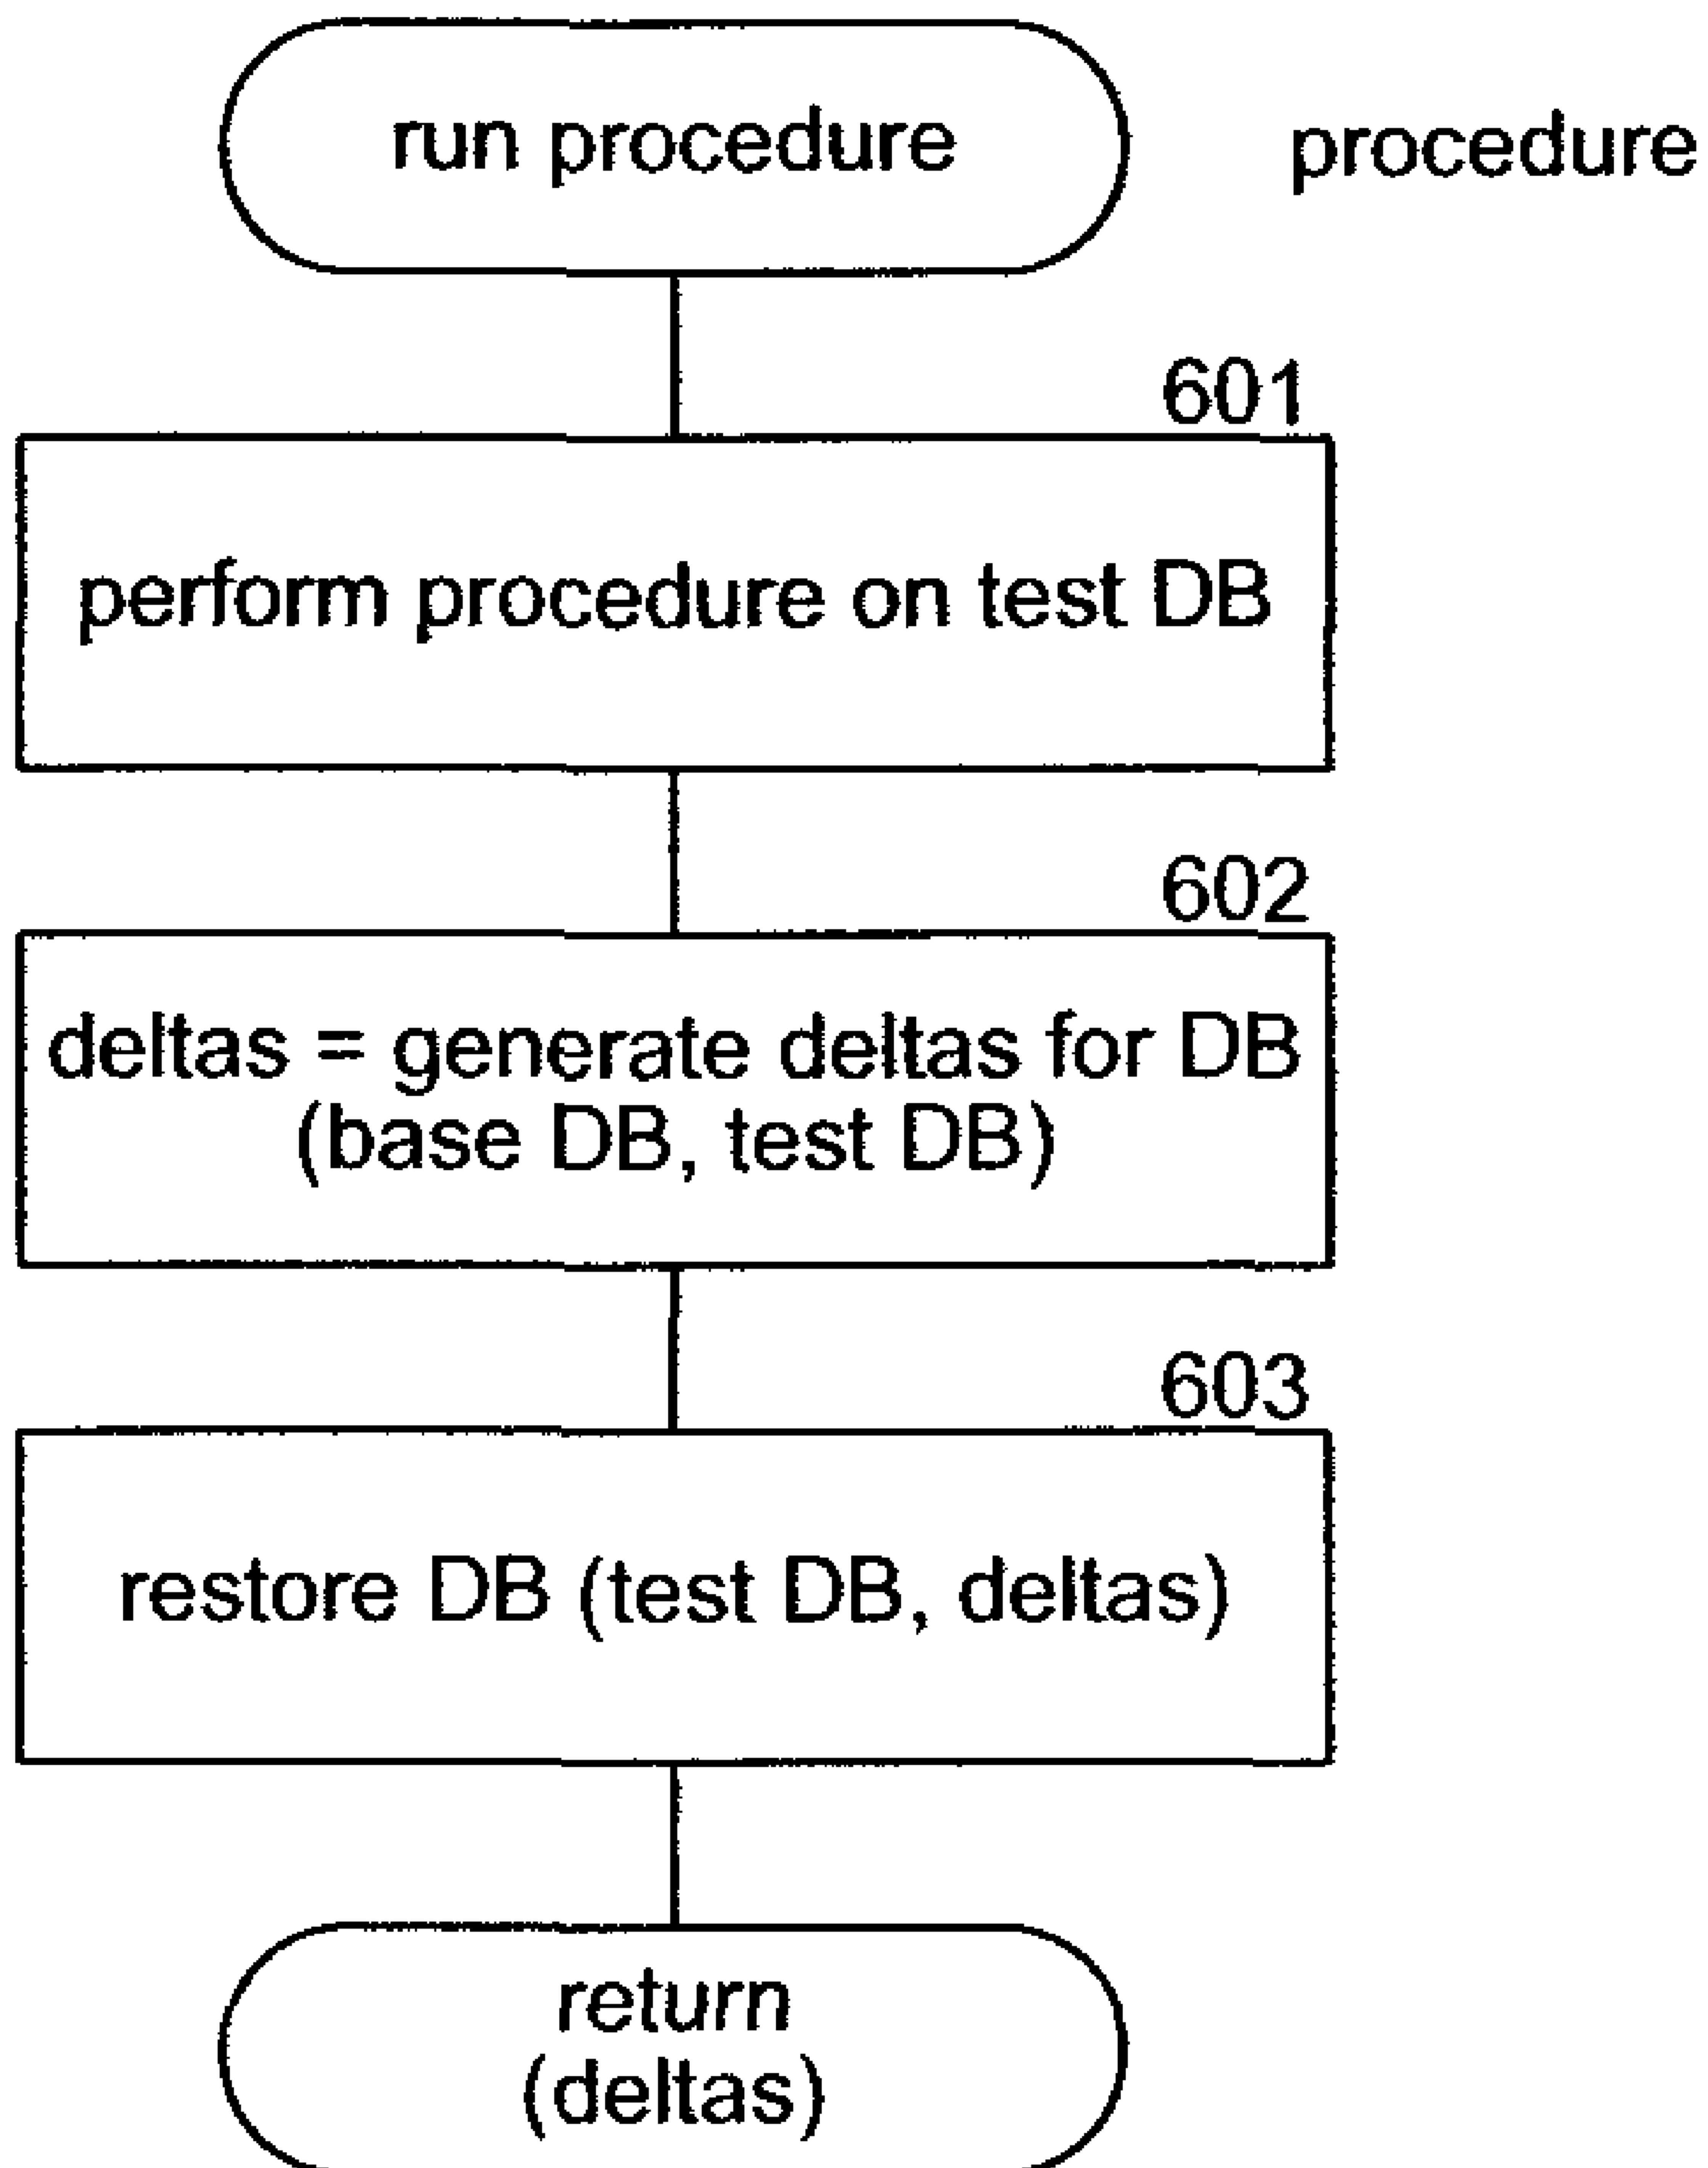 run procedure
procedure
601
perform procedure on test DB
602
deltas = generate deltas for DB
(base DB, test DB)
603
restore DB (test DB, deltas)
return
(deltas)